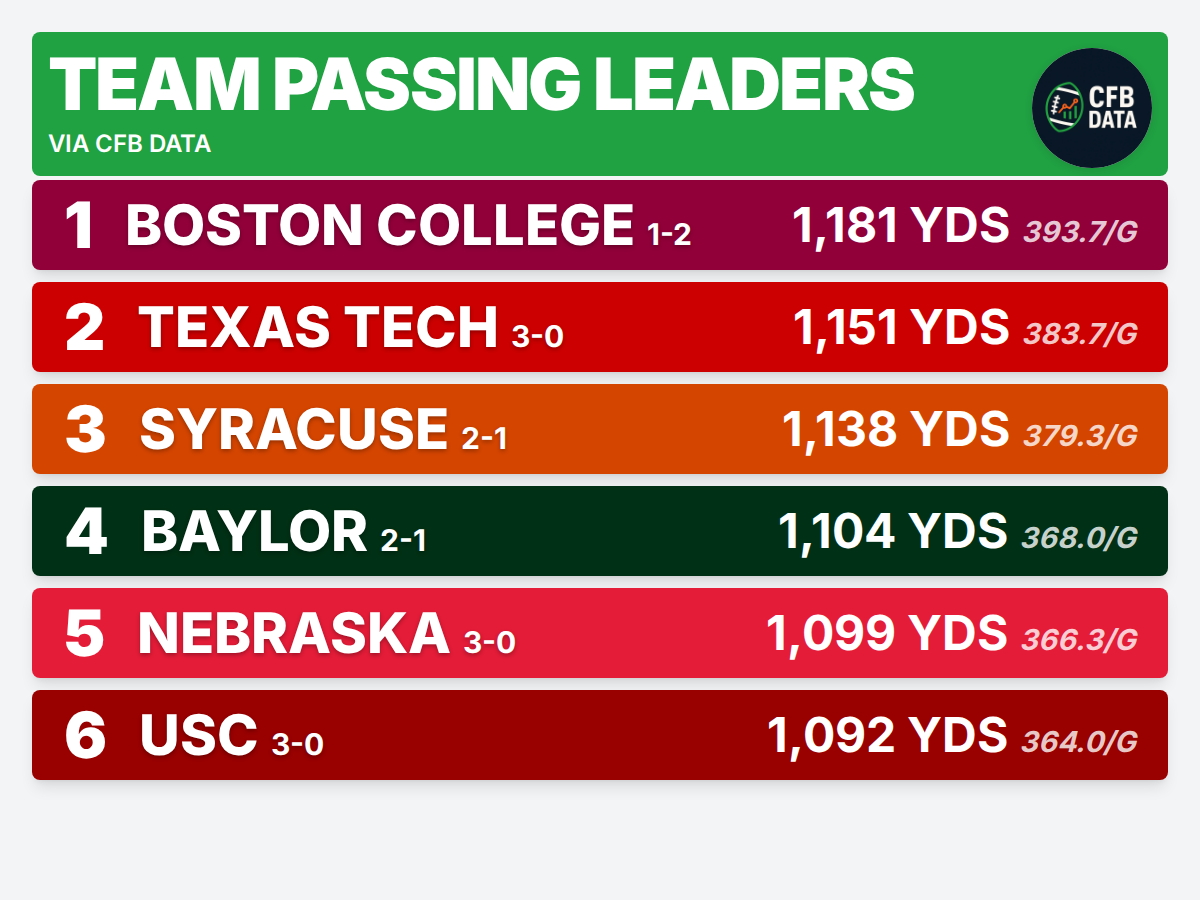 TEAM PASSING LEADERS
VIA CFB DATA
CFB
DATA
1 BOSTON COLLEGE 1-2 1,181 YDS 393.7/G
2 TEXAS TECH 3-0 1,151 YDS 383.7/G
3 SYRACUSE 2-1 1,138 YDS 379.3/G
4 BAYLOR 2-1 1,104 YDS 368.0/G
5 NEBRASKA 3-0 1,099 YDS 366.3/G
6 USC 3-0 1,092 YDS 364.0/G